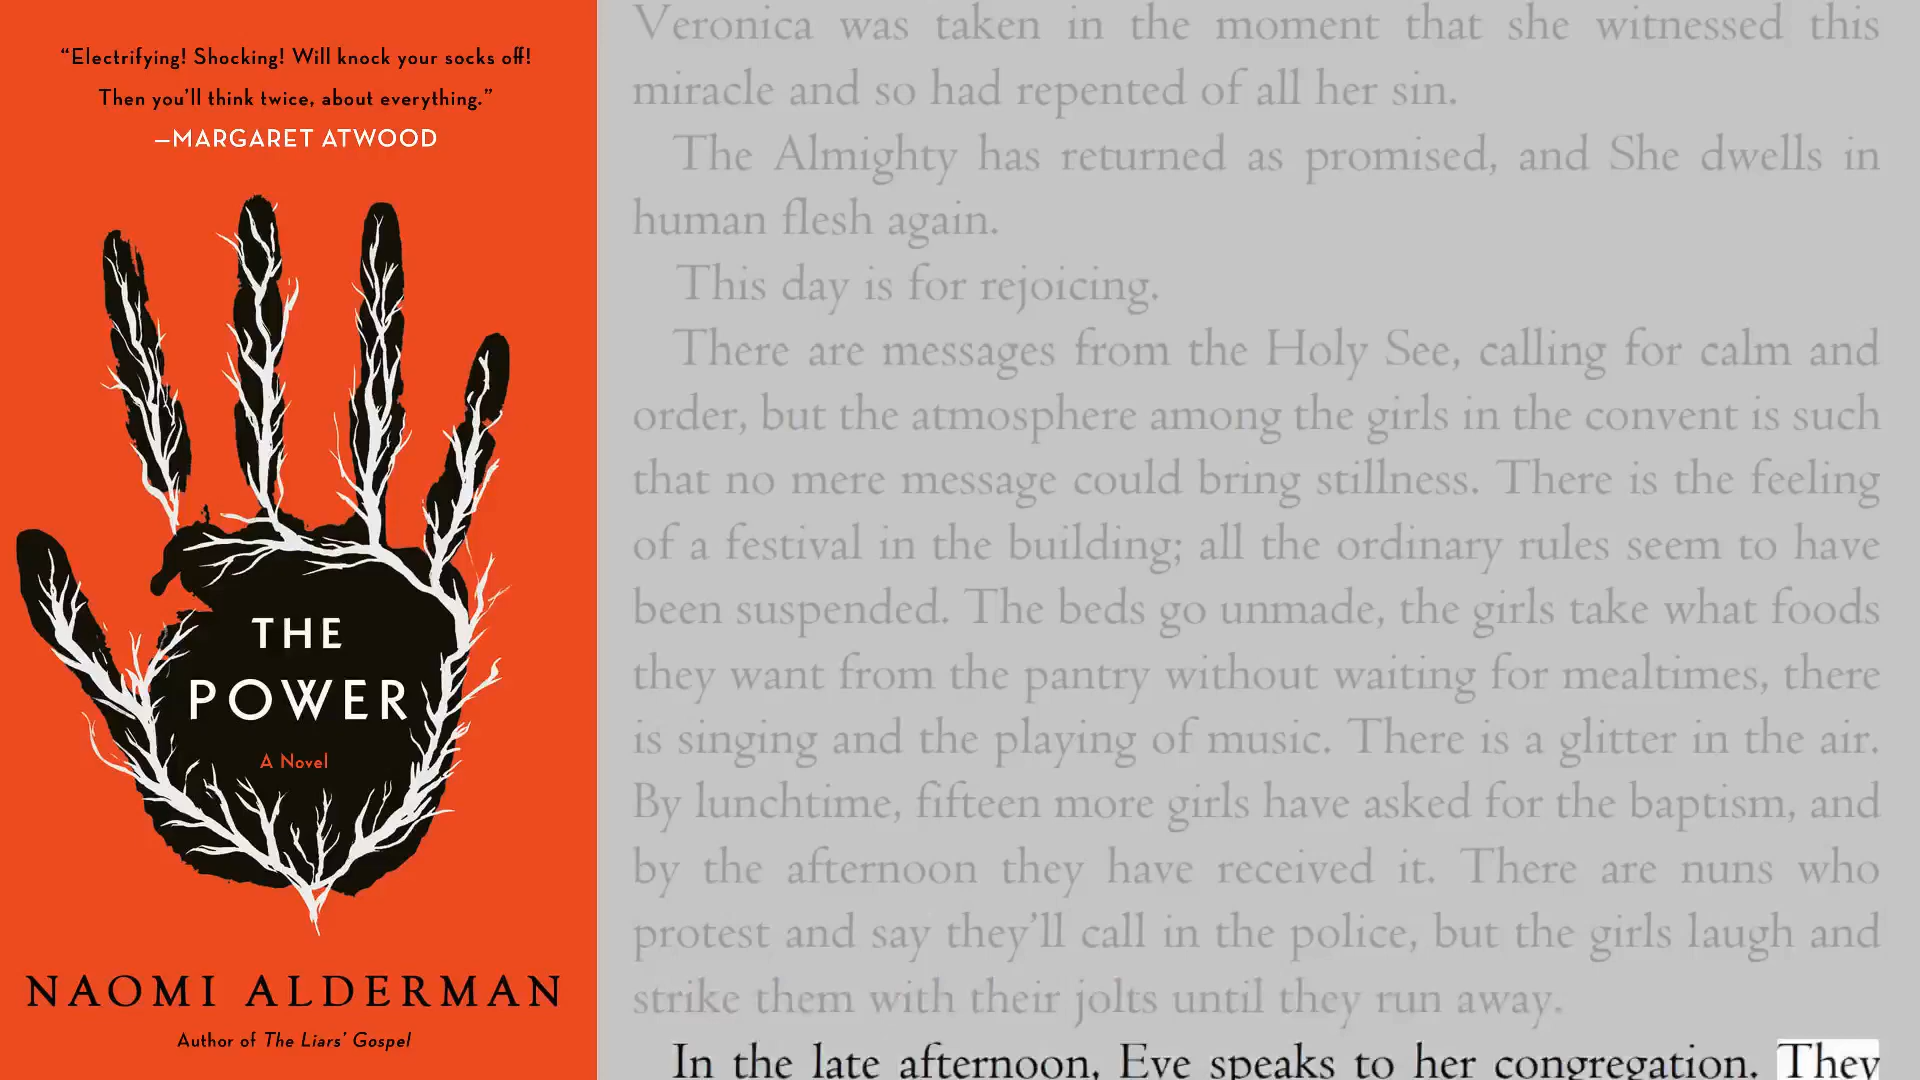 “Electrifying! Shocking! Will knock your socks off!
Then you’ll think twice, about everything.”
—MARGARET ATWOOD
THE
POWER
A Novel
NAOMI ALDERMAN
Author of The Liars’ Gospel
Veronica was taken in the moment that she witnessed this
miracle and so had repented of all her sin.
The Almighty has returned as promised, and She dwells in
human flesh again.
This day is for rejoicing.
There are messages from the Holy See, calling for calm and
order, but the atmosphere among the girls in the convent is such
that no mere message could bring stillness. There is the feeling
of a festival in the building; all the ordinary rules seem to have
been suspended. The beds go unmade, the girls take what foods
they want from the pantry without waiting for mealtimes, there
is singing and the playing of music. There is a glitter in the air.
By lunchtime, fifteen more girls have asked for the baptism, and
by the afternoon they have received it. There are nuns who
protest and say they’ll call in the police, but the girls laugh and
strike them with their jolts until they run away.
In the late afternoon, Eve speaks to her congregation. They